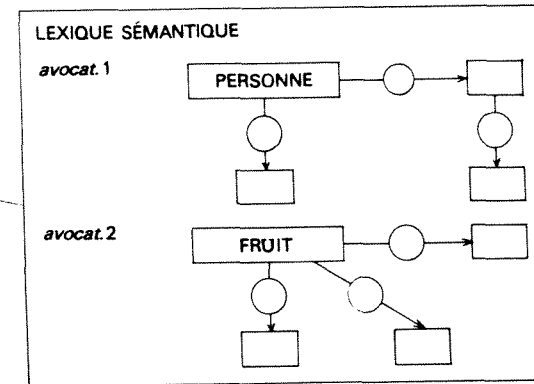 LEXIQUE SÉMANTIQUE
avocat.1
PERSONNE
avocat.2
FRUIT